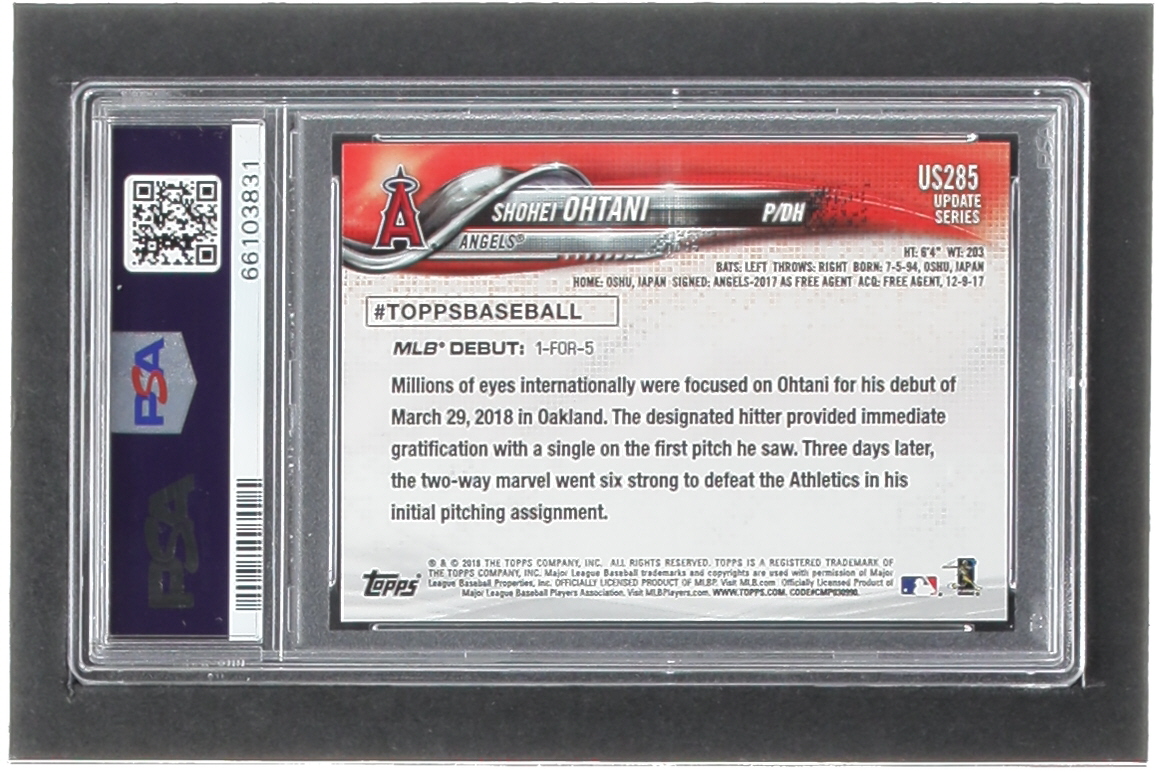 66103831
PSA
PSA
US285
UPDATE
SERIES
A
SHOHEI OHTANI
P/DH
ANGELS®
HT: 6'4" WT: 203
BATS: LEFT THROWS: RIGHT BORN: 7-5-94, OSHU, JAPAN
HOME: OSHU, JAPAN SIGNED: ANGELS-2017 AS FREE AGENT ACQ: FREE AGENT, 12-9-17
#TOPPSBASEBALL
MLB® DEBUT: 1-FOR-5
Millions of eyes internationally were focused on Ohtani for his debut of
March 29, 2018 in Oakland. The designated hitter provided immediate
gratification with a single on the first pitch he saw. Three days later,
the two-way marvel went six strong to defeat the Athletics in his
initial pitching assignment.
Topps®
® & © 2018 THE TOPPS COMPANY, INC. ALL RIGHTS RESERVED. TOPPS IS A REGISTERED TRADEMARK OF
THE TOPPS COMPANY, INC. Major League Baseball trademarks and copyrights are used with permission of Major
League Baseball Properties, Inc. OFFICIALLY LICENSED PRODUCT OF MLBP. Visit MLB.com Officially Licensed Product of
Major League Baseball Players Association. Visit MLBPlayers.com. WWW.TOPPS.COM. CODE#CMP030990.